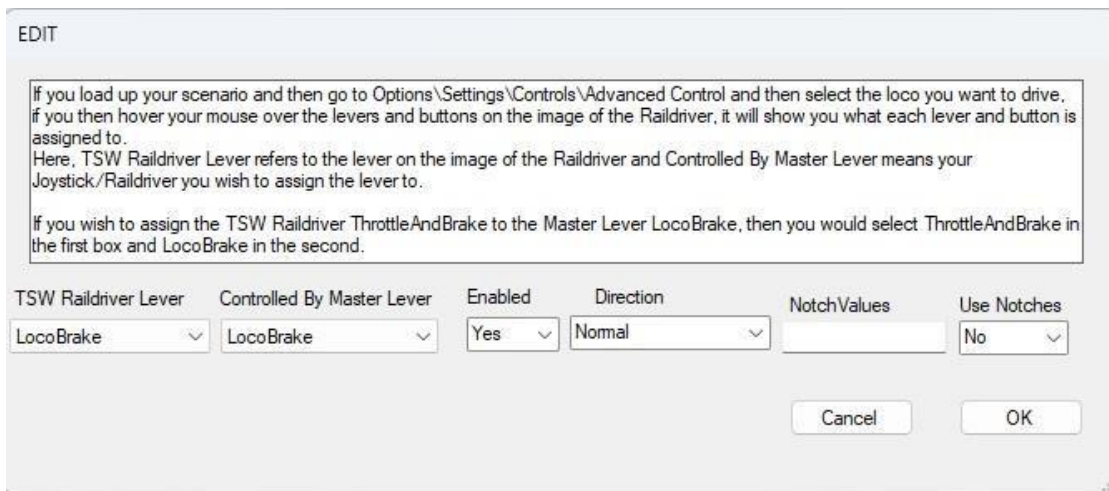 EDIT
If you load up your scenario and then go to Options\Settings\Controls\Advanced Control and then select the loco you want to drive,
if you then hover your mouse over the levers and buttons on the image of the Raildriver, it will show you what each lever and button is
assigned to.
Here, TSW Raildriver Lever refers to the lever on the image of the Raildriver and Controlled By Master Lever means your
Joystick/Raildriver you wish to assign the lever to.
If you wish to assign the TSW Raildriver ThrottleAndBrake to the Master Lever LocoBrake, then you would select ThrottleAndBrake in
the first box and LocoBrake in the second.
TSW Raildriver Lever Controlled By Master Lever Enabled Direction NotchValues Use Notches
LocoBrake LocoBrake Yes Normal No
Cancel OK